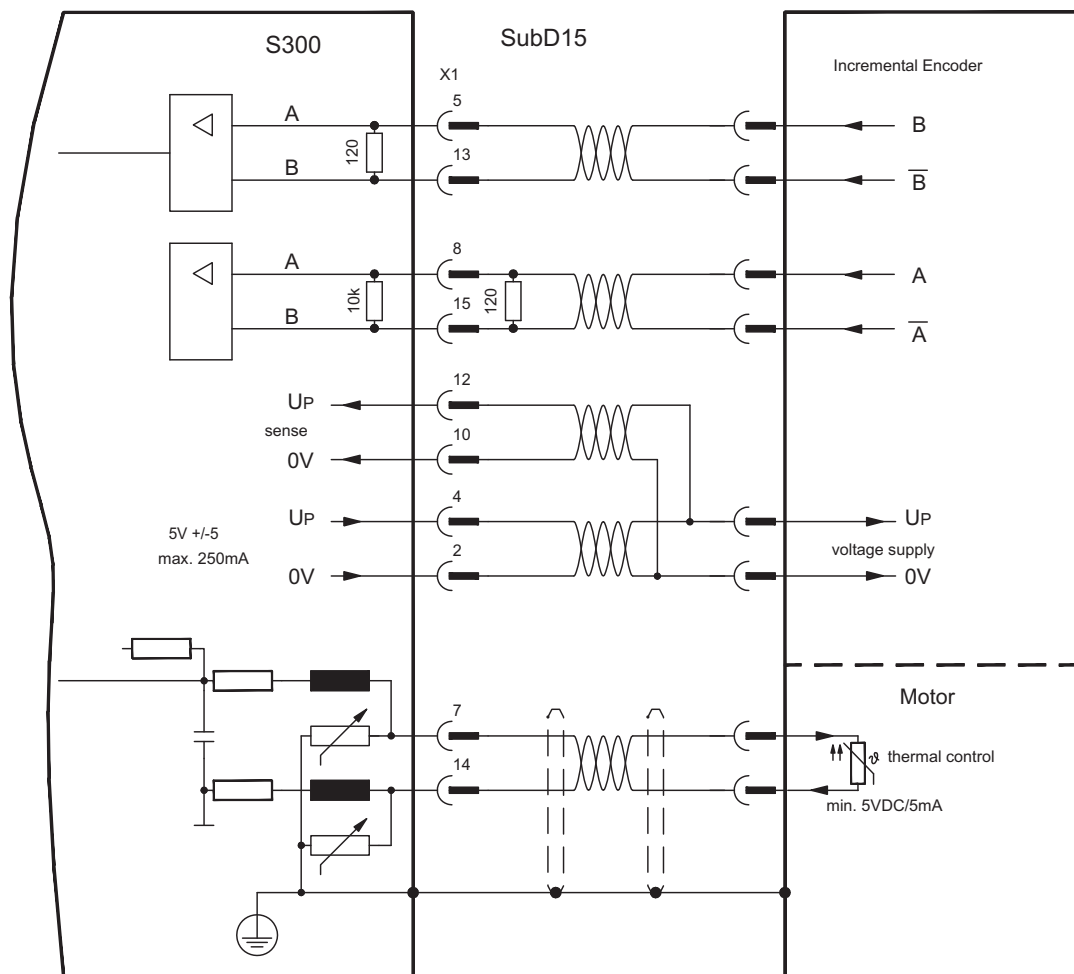 S300
SubD15
X1
Incremental Encoder
5
A
B
120
13
B
B̅
8
A
A
10k
15
120
B
A̅
12
UP
sense
10
0V
4
UP
UP
5V +/-5
max. 250mA
voltage supply
2
0V
0V
Motor
7
ϑ thermal control
14
min. 5VDC/5mA